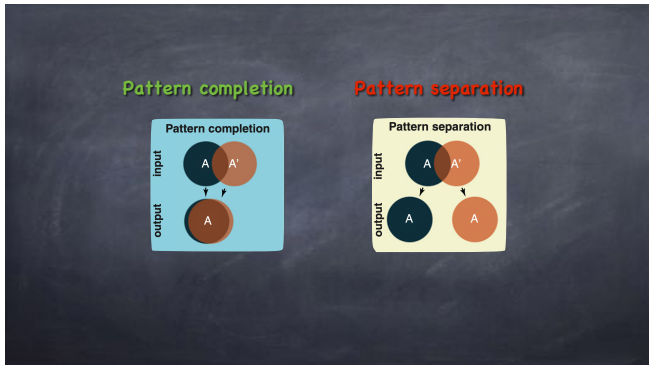 Pattern completion
Pattern completion
input
A A'
output
A
Pattern separation
Pattern separation
input
A A'
output
A A